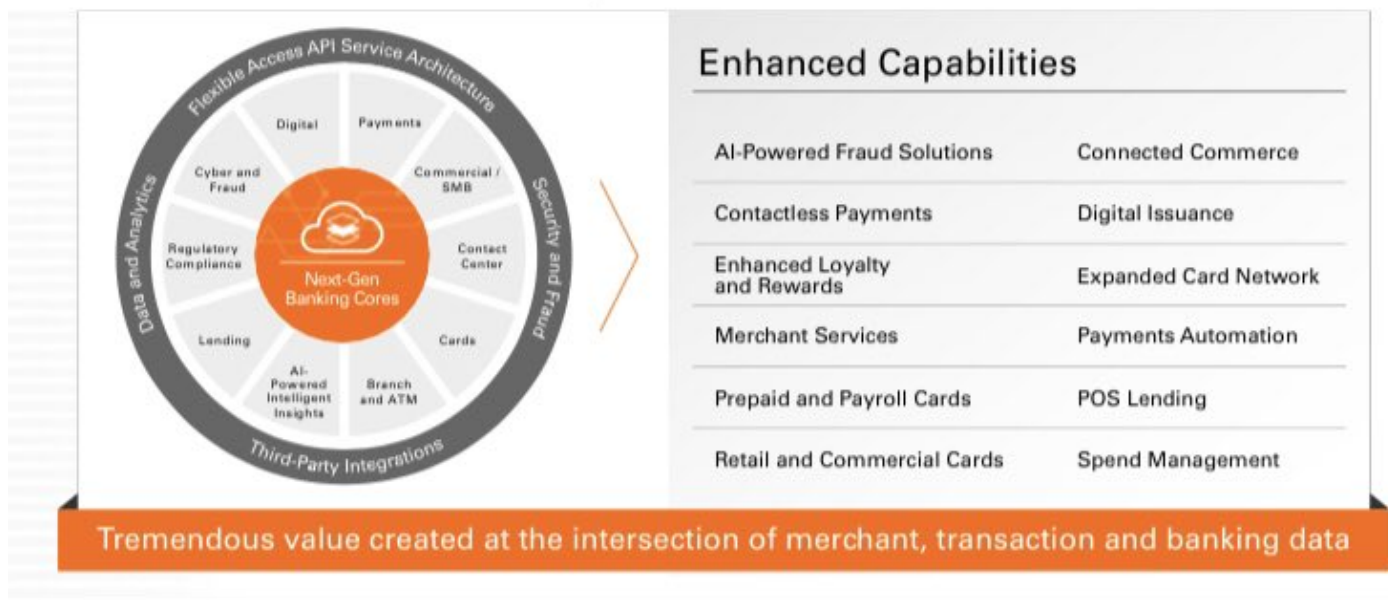 Flexible Access API Service Architecture
Security and Fraud
Third-Party Integrations
Data and Analytics
Digital
Payments
Commercial /
SMB
Contact
Center
Cards
Branch
and ATM
AI-
Powered
Intelligent
Insights
Lending
Regulatory
Compliance
Cyber and
Fraud
Next-Gen
Banking Cores
Enhanced Capabilities
AI-Powered Fraud Solutions
Connected Commerce
Contactless Payments
Digital Issuance
Enhanced Loyalty
and Rewards
Expanded Card Network
Merchant Services
Payments Automation
Prepaid and Payroll Cards
POS Lending
Retail and Commercial Cards
Spend Management
Tremendous value created at the intersection of merchant, transaction and banking data